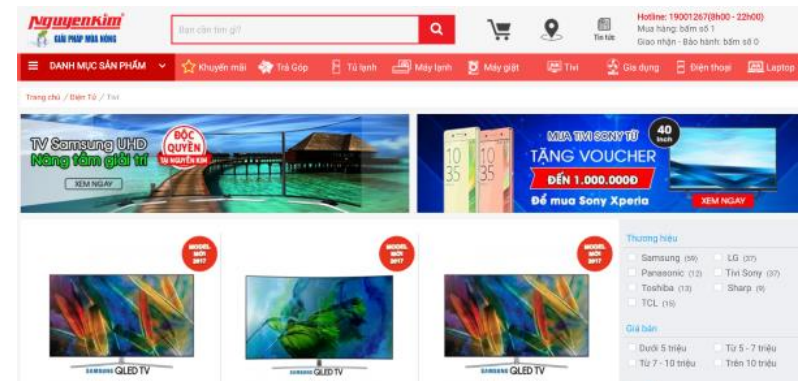 NguyenKim
GIẢI PHÁP MUA NÓNG
Bạn cần tìm gì?
Tin tức
Hotline: 19001267(8h00 - 22h00)
Mua hàng: bấm số 1
Giao nhận - Bảo hành: bấm số 0
DANH MỤC SẢN PHẨM
Khuyến mãi
Trả Góp
Tủ lạnh
Máy lạnh
Máy giặt
Tivi
Gia dụng
Điện thoại
Laptop
Trang chủ / Điện Tử / Tivi
TV Samsung UHD
Nâng tầm giải trí
XEM NGAY
ĐỘC
QUYỀN
TẠI NGUYỄN KIM
10
35
10
35
MUA TIVI SONY TỪ
40
inch
TẶNG VOUCHER
ĐẾN 1.000.000Đ
Để mua Sony Xperia
XEM NGAY
MODEL
MỚI
2017
SAMSUNG QLED TV
MODEL
MỚI
2017
SAMSUNG QLED TV
MODEL
MỚI
2017
SAMSUNG QLED TV
Thương hiệu
Samsung (59)
LG (37)
Panasonic (12)
Tivi Sony (37)
Toshiba (13)
Sharp (9)
TCL (15)
Giá bán
Dưới 5 triệu
Từ 5 - 7 triệu
Từ 7 - 10 triệu
Trên 10 triệu